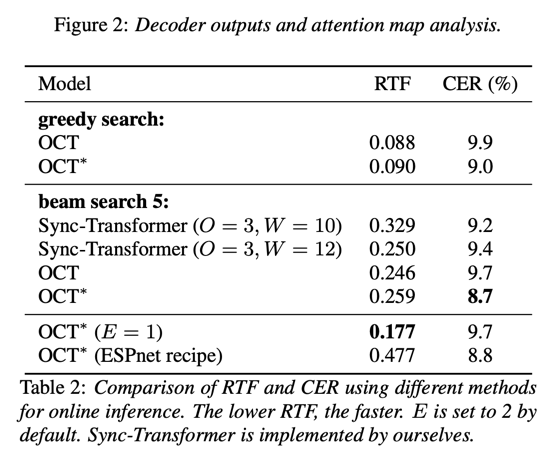 Figure 2: Decoder outputs and attention map analysis.
Model RTF CER (%)
greedy search:
OCT 0.088 9.9
OCT* 0.090 9.0
beam search 5:
Sync-Transformer (O = 3, W = 10) 0.329 9.2
Sync-Transformer (O = 3, W = 12) 0.250 9.4
OCT 0.246 9.7
OCT* 0.259 8.7
OCT* (E = 1) 0.177 9.7
OCT* (ESPnet recipe) 0.477 8.8
Table 2: Comparison of RTF and CER using different methods
for online inference. The lower RTF, the faster. E is set to 2 by
default. Sync-Transformer is implemented by ourselves.